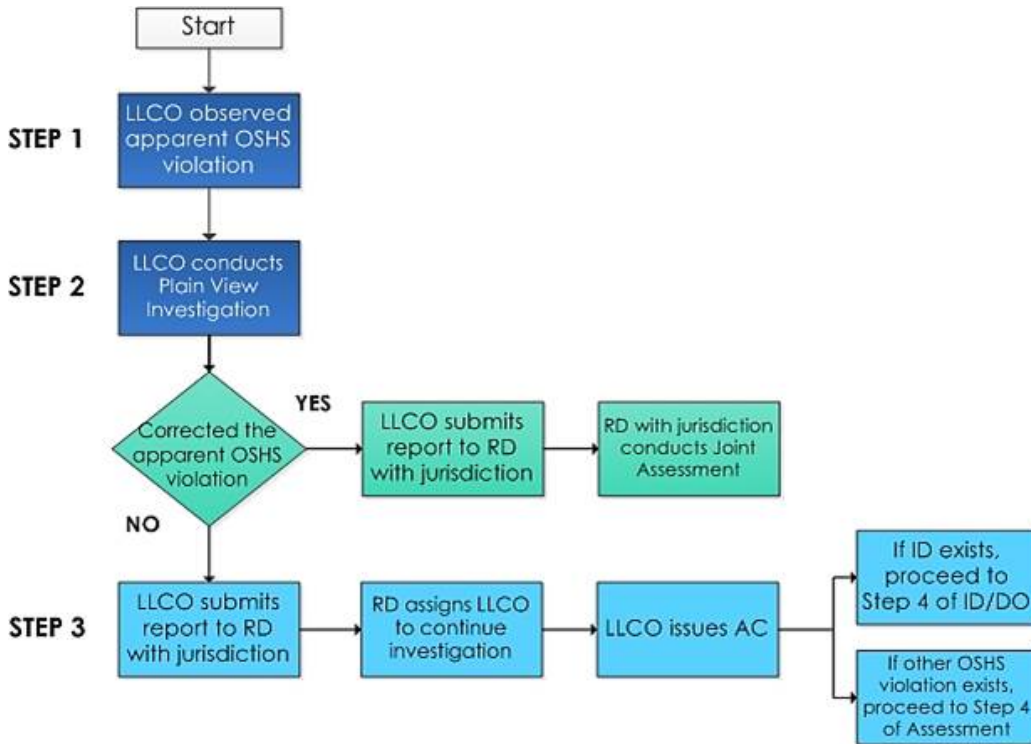 Start
STEP 1
LLCO observed
apparent OSHS
violation
STEP 2
LLCO conducts
Plain View
Investigation
Corrected the
apparent OSHS
violation
YES
LLCO submits
report to RD
with jurisdiction
RD with jurisdiction
conducts Joint
Assessment
NO
STEP 3
LLCO submits
report to RD
with jurisdiction
RD assigns LLCO
to continue
investigation
LLCO issues AC
If ID exists,
proceed to
Step 4 of ID/DO
If other OSHS
violation exists,
proceed to Step 4
of Assessment